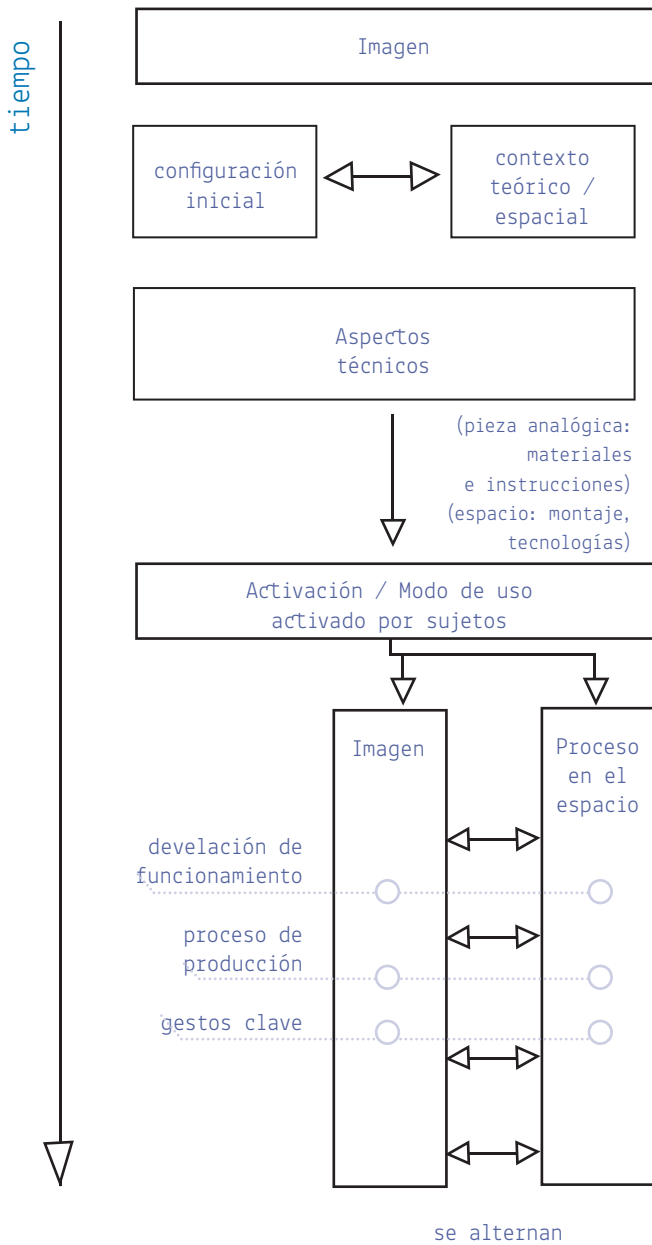 tiempo
Imagen
configuración
inicial
contexto
teórico /
espacial
Aspectos
técnicos
(pieza analógica:
materiales
e instrucciones)
(espacio: montaje,
tecnologías)
Activación / Modo de uso
activado por sujetos
Imagen
Proceso
en el
espacio
develación de
funcionamiento
proceso de
producción
gestos clave
se alternan